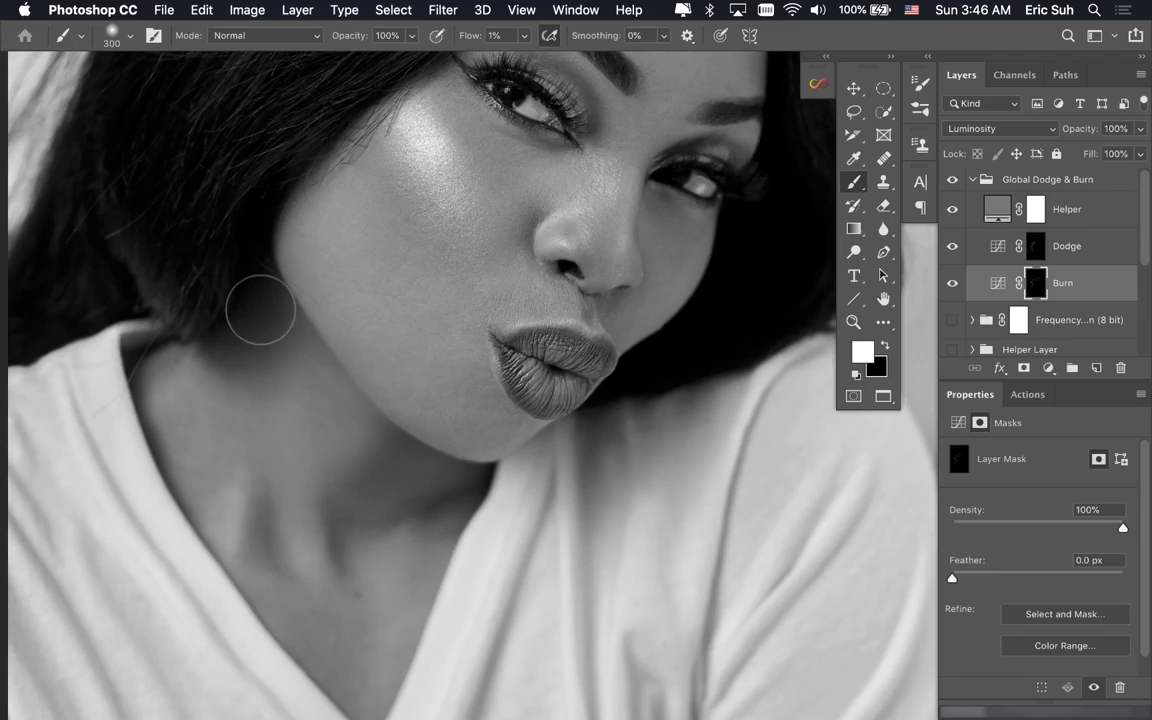 Photoshop CC File Edit Image Layer Type Select Filter 3D View Window Help 100% Sun 3:46 AM Eric Suh
300 Mode: Normal Opacity: 100% Flow: 1% Smoothing: 0%
Layers Channels Paths
Kind
Luminosity Opacity: 100%
Lock: Fill: 100%
Global Dodge & Burn
Helper
Dodge
Burn
Frequency...n (8 bit)
Helper Layer
Properties Actions
Masks
Layer Mask
Density: 100%
Feather: 0.0 px
Refine: Select and Mask...
Color Range...